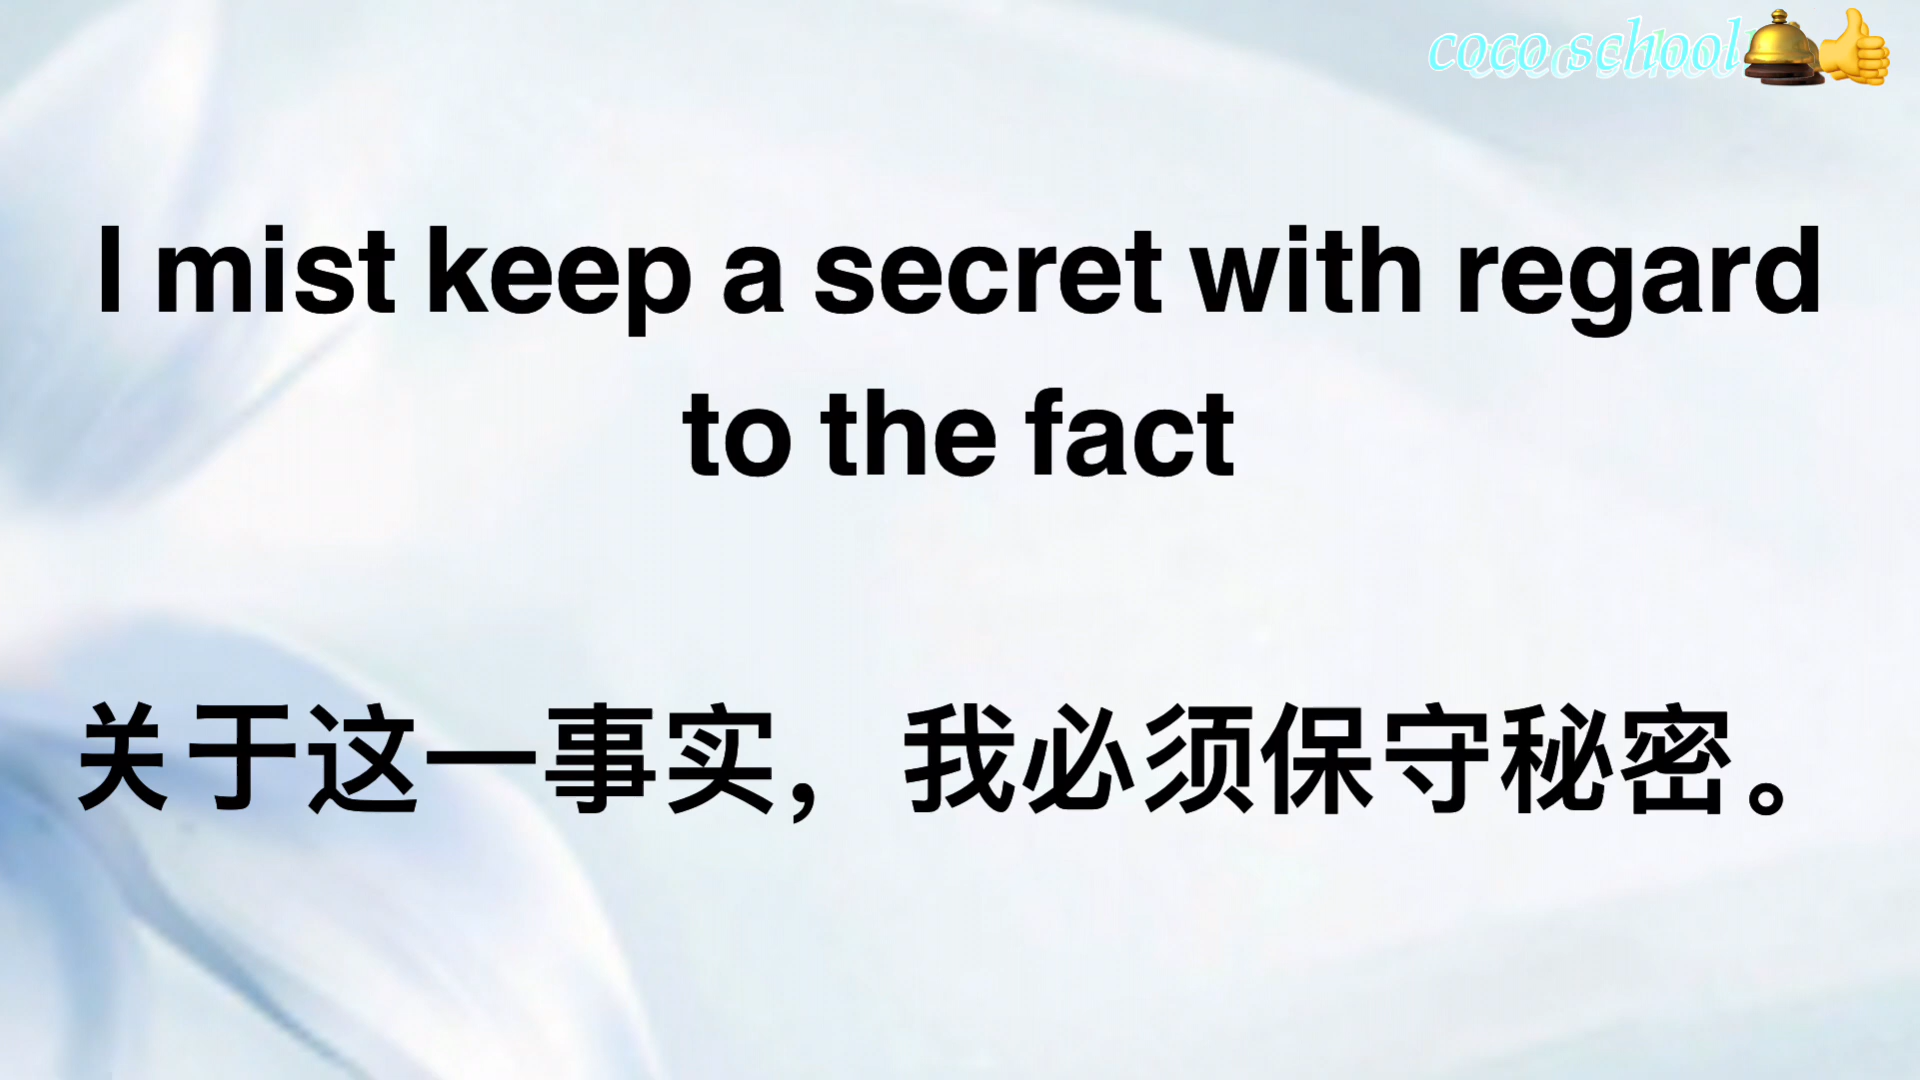 coco school
I mist keep a secret with regard
to the fact
关于这一事实，我必须保守秘密。